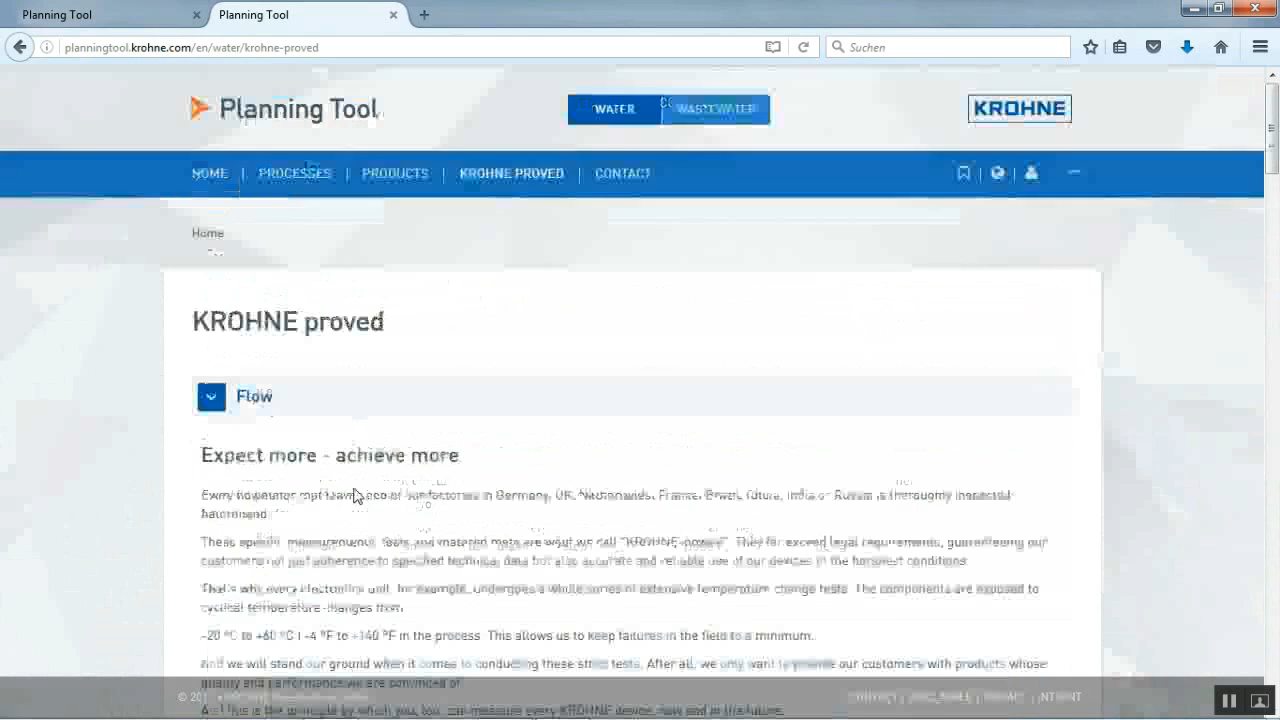 Planning Tool
Planning Tool
planningtool.krohne.com/en/water/krohne-proved
Suchen
Planning Tool
WATER
WASTEWATER
KROHNE
HOME
PROCESSES
PRODUCTS
KROHNE PROVED
CONTACT
Home
KROHNE proved
Flow
Expect more - achieve more
in Germany, UK, Netherlands, France, Brazil, China, India or Russia is thoroughly inspected
These specific measurements, tests and material are what we call "KROHNE They far exceed legal requirements, guaranteeing our
customers not just adherence to specified technical data but also accurate and reliable use of our devices in the harshest conditions
That's why every electronics unit, for example, undergoes a whole series of extensive temperature change tests. The components are exposed to
cyclical temperature changes from
-20 °C to +60 °C | -4 °F to +140 °F in the process. This allows us to keep failures in the field to a minimum.
And we will stand our ground when it comes to conducting these strict tests. After all, we only want to provide our customers with products whose
quality and performance we are convinced of